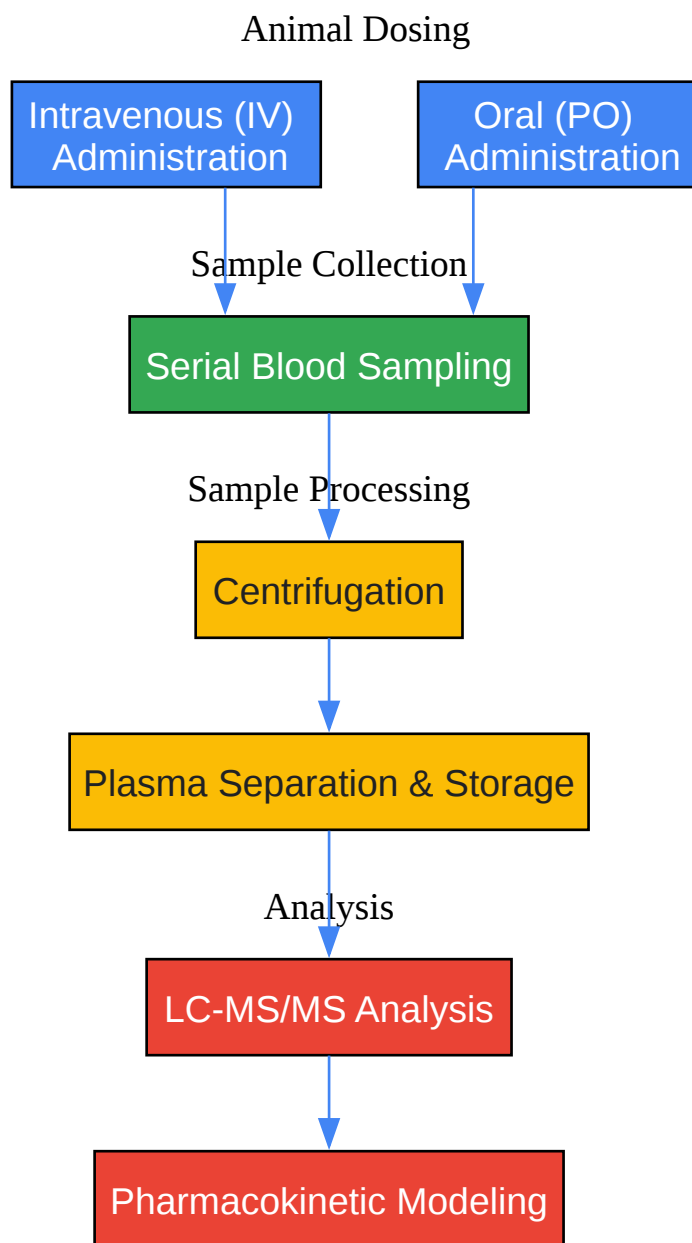 Animal Dosing
Intravenous (IV)
Administration
Oral (PO)
Administration
Sample Collection
Serial Blood Sampling
Sample Processing
Centrifugation
Plasma Separation & Storage
Analysis
LC-MS/MS Analysis
Pharmacokinetic Modeling